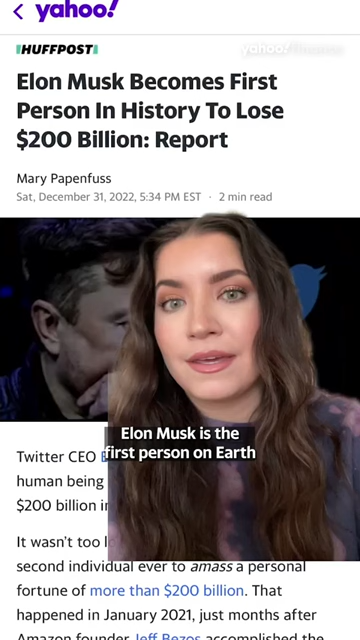 yahoo!
HUFFPOST
yahoo!finance
Elon Musk Becomes First
Person In History To Lose
$200 Billion: Report
Mary Papenfuss
Sat, December 31, 2022, 5:34 PM EST · 2 min read
Elon Musk is the
first person on Earth
Twitter CEO
human being
$200 billion
It wasn't too
second individual ever to amass a personal
fortune of more than $200 billion. That
happened in January 2021, just months after
Amazon founder Jeff Bezos accomplished the